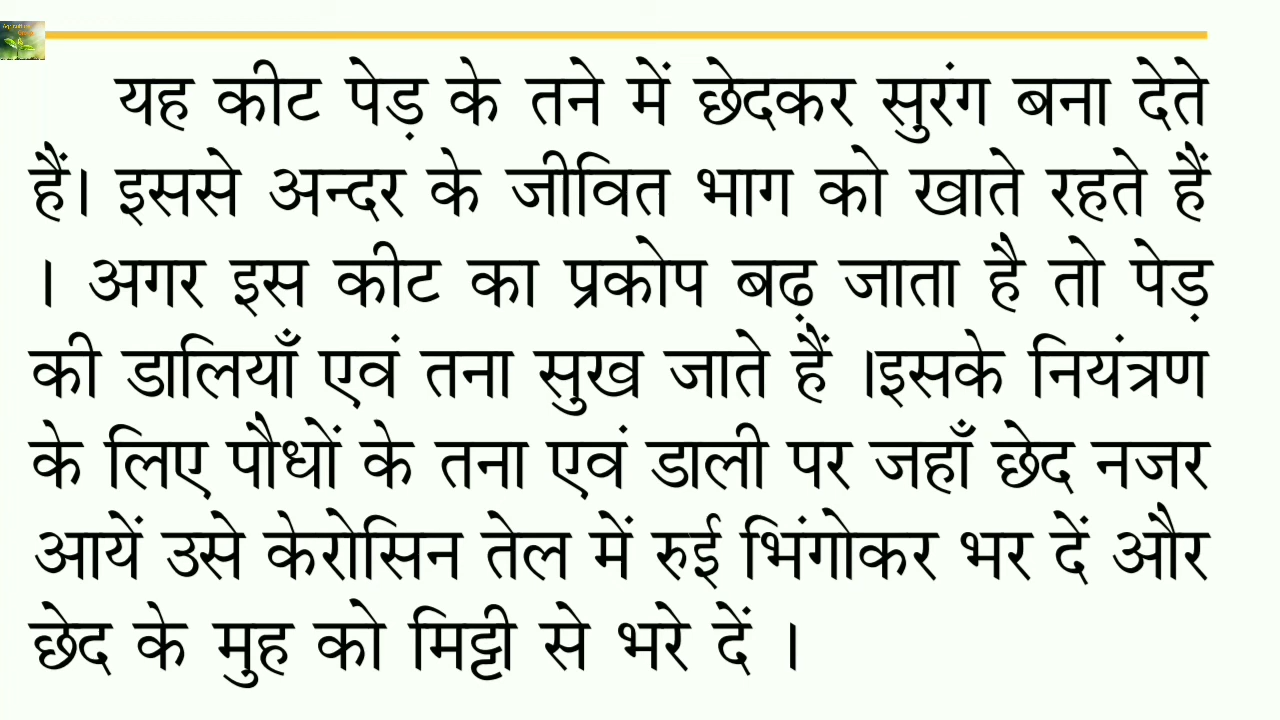 यह कीट पेड़ के तने में छेदकर सुरंग बना देते
हैं। इससे अन्दर के जीवित भाग को खाते रहते हैं
। अगर इस कीट का प्रकोप बढ़ जाता है तो पेड़
की डालियाँ एवं तना सुख जाते हैं ।इसके नियंत्रण
के लिए पौधों के तना एवं डाली पर जहाँ छेद नजर
आयें उसे केरोसिन तेल में रुई भिंगोकर भर दें और
छेद के मुह को मिट्टी से भरे दें ।